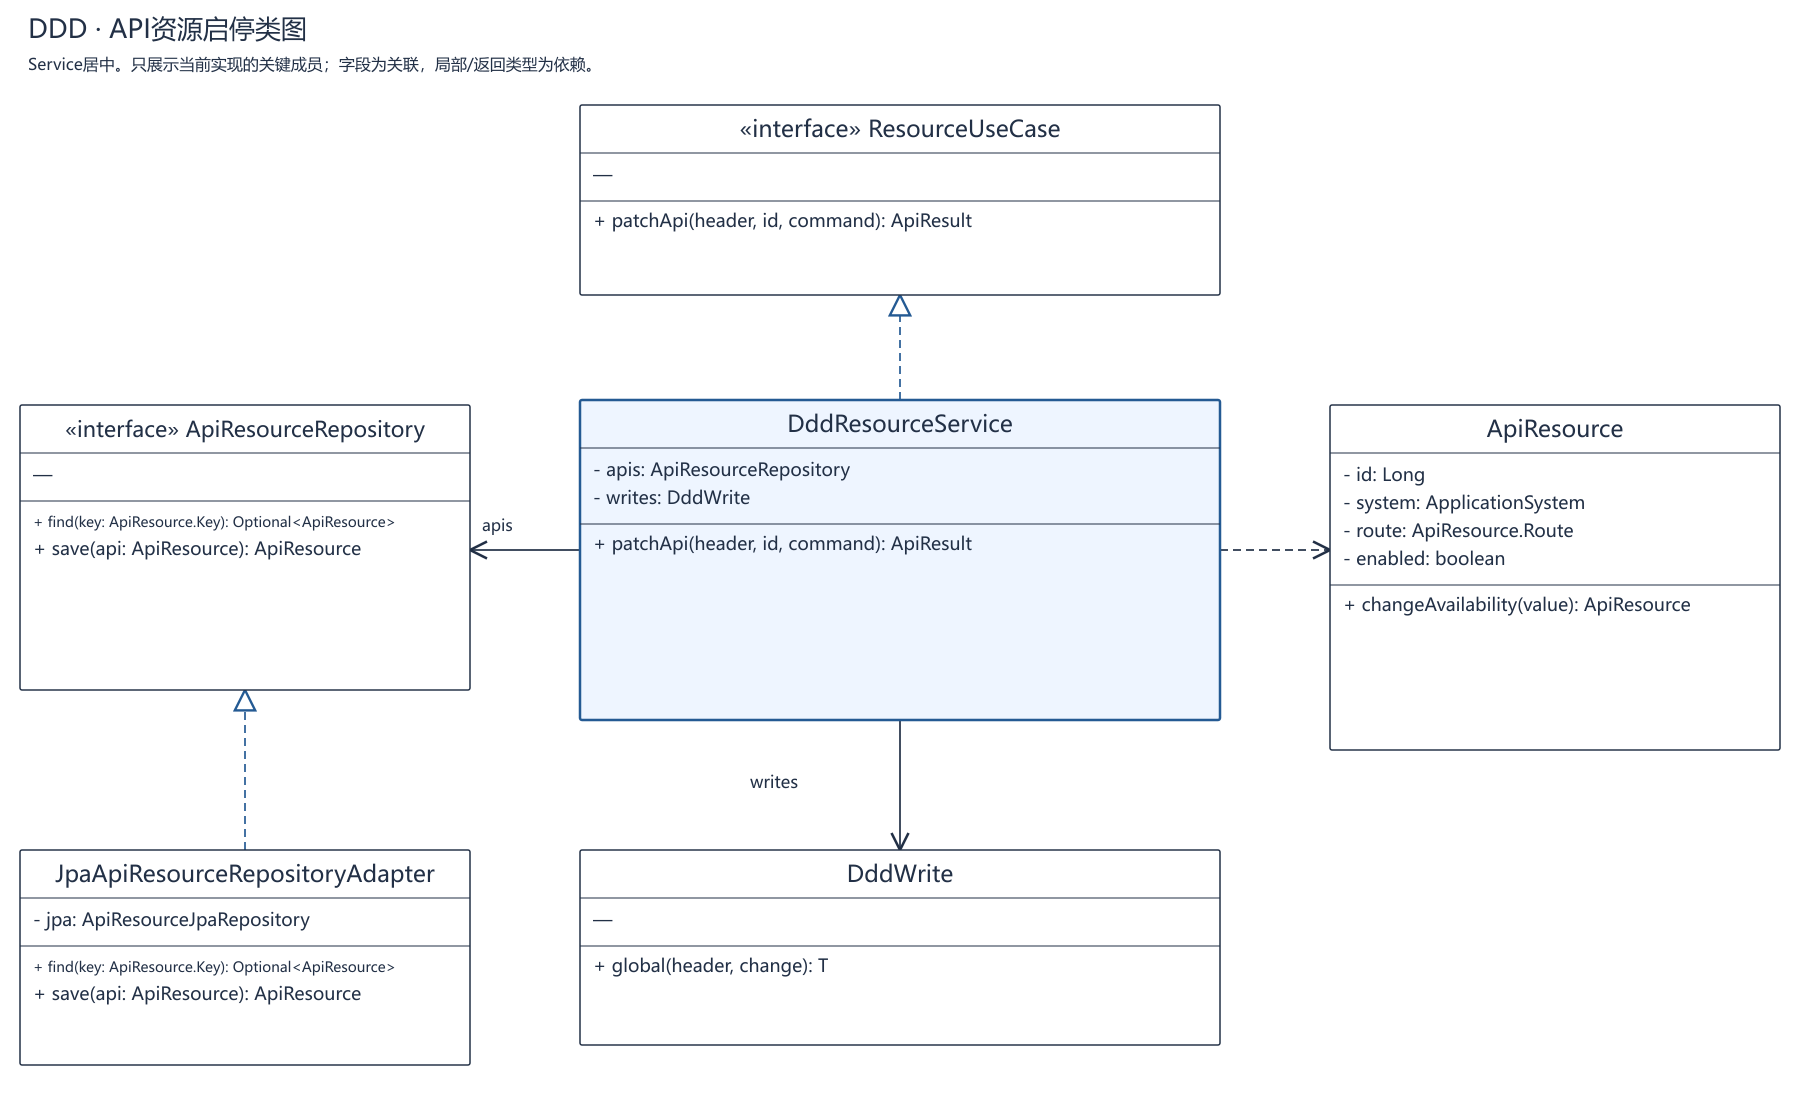 DDD · API资源启停类图
Service居中。只展示当前实现的关键成员；字段为关联，局部/返回类型为依赖。
«interface» ResourceUseCase
—
+ patchApi(header, id, command): ApiResult
«interface» ApiResourceRepository
—
+ find(key: ApiResource.Key): Optional<ApiResource>
+ save(api: ApiResource): ApiResource
apis
DddResourceService
- apis: ApiResourceRepository
- writes: DddWrite
+ patchApi(header, id, command): ApiResult
ApiResource
- id: Long
- system: ApplicationSystem
- route: ApiResource.Route
- enabled: boolean
+ changeAvailability(value): ApiResource
writes
JpaApiResourceRepositoryAdapter
- jpa: ApiResourceJpaRepository
+ find(key: ApiResource.Key): Optional<ApiResource>
+ save(api: ApiResource): ApiResource
DddWrite
—
+ global(header, change): T